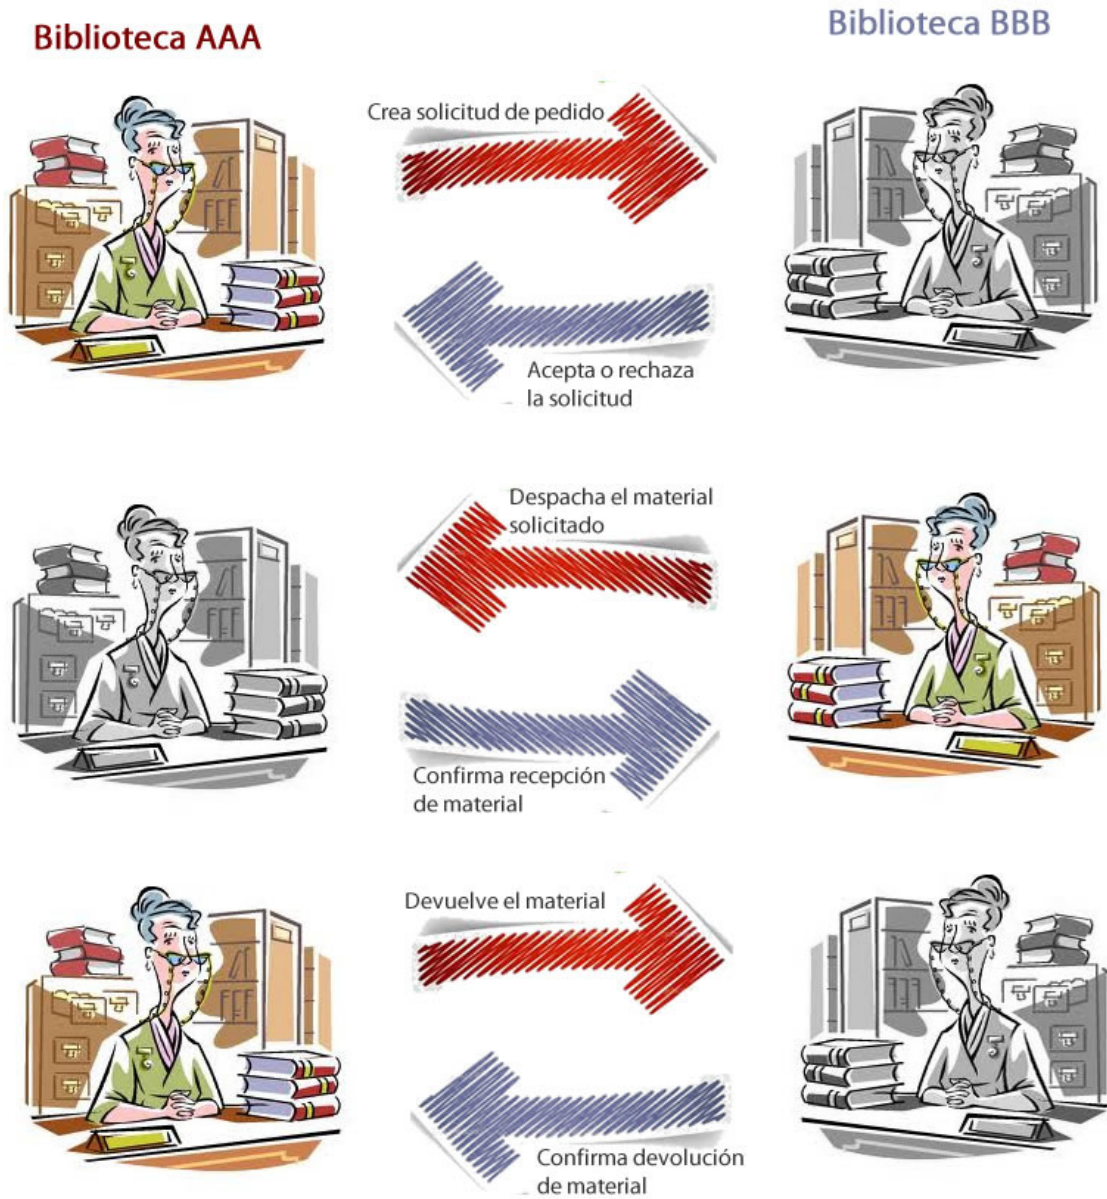 Biblioteca AAA
Biblioteca BBB
Crea solicitud de pedido
Acepta o rechaza
la solicitud
Despacha el material
solicitado
Confirma recepción
de material
Devuelve el material
Confirma devolución
de material